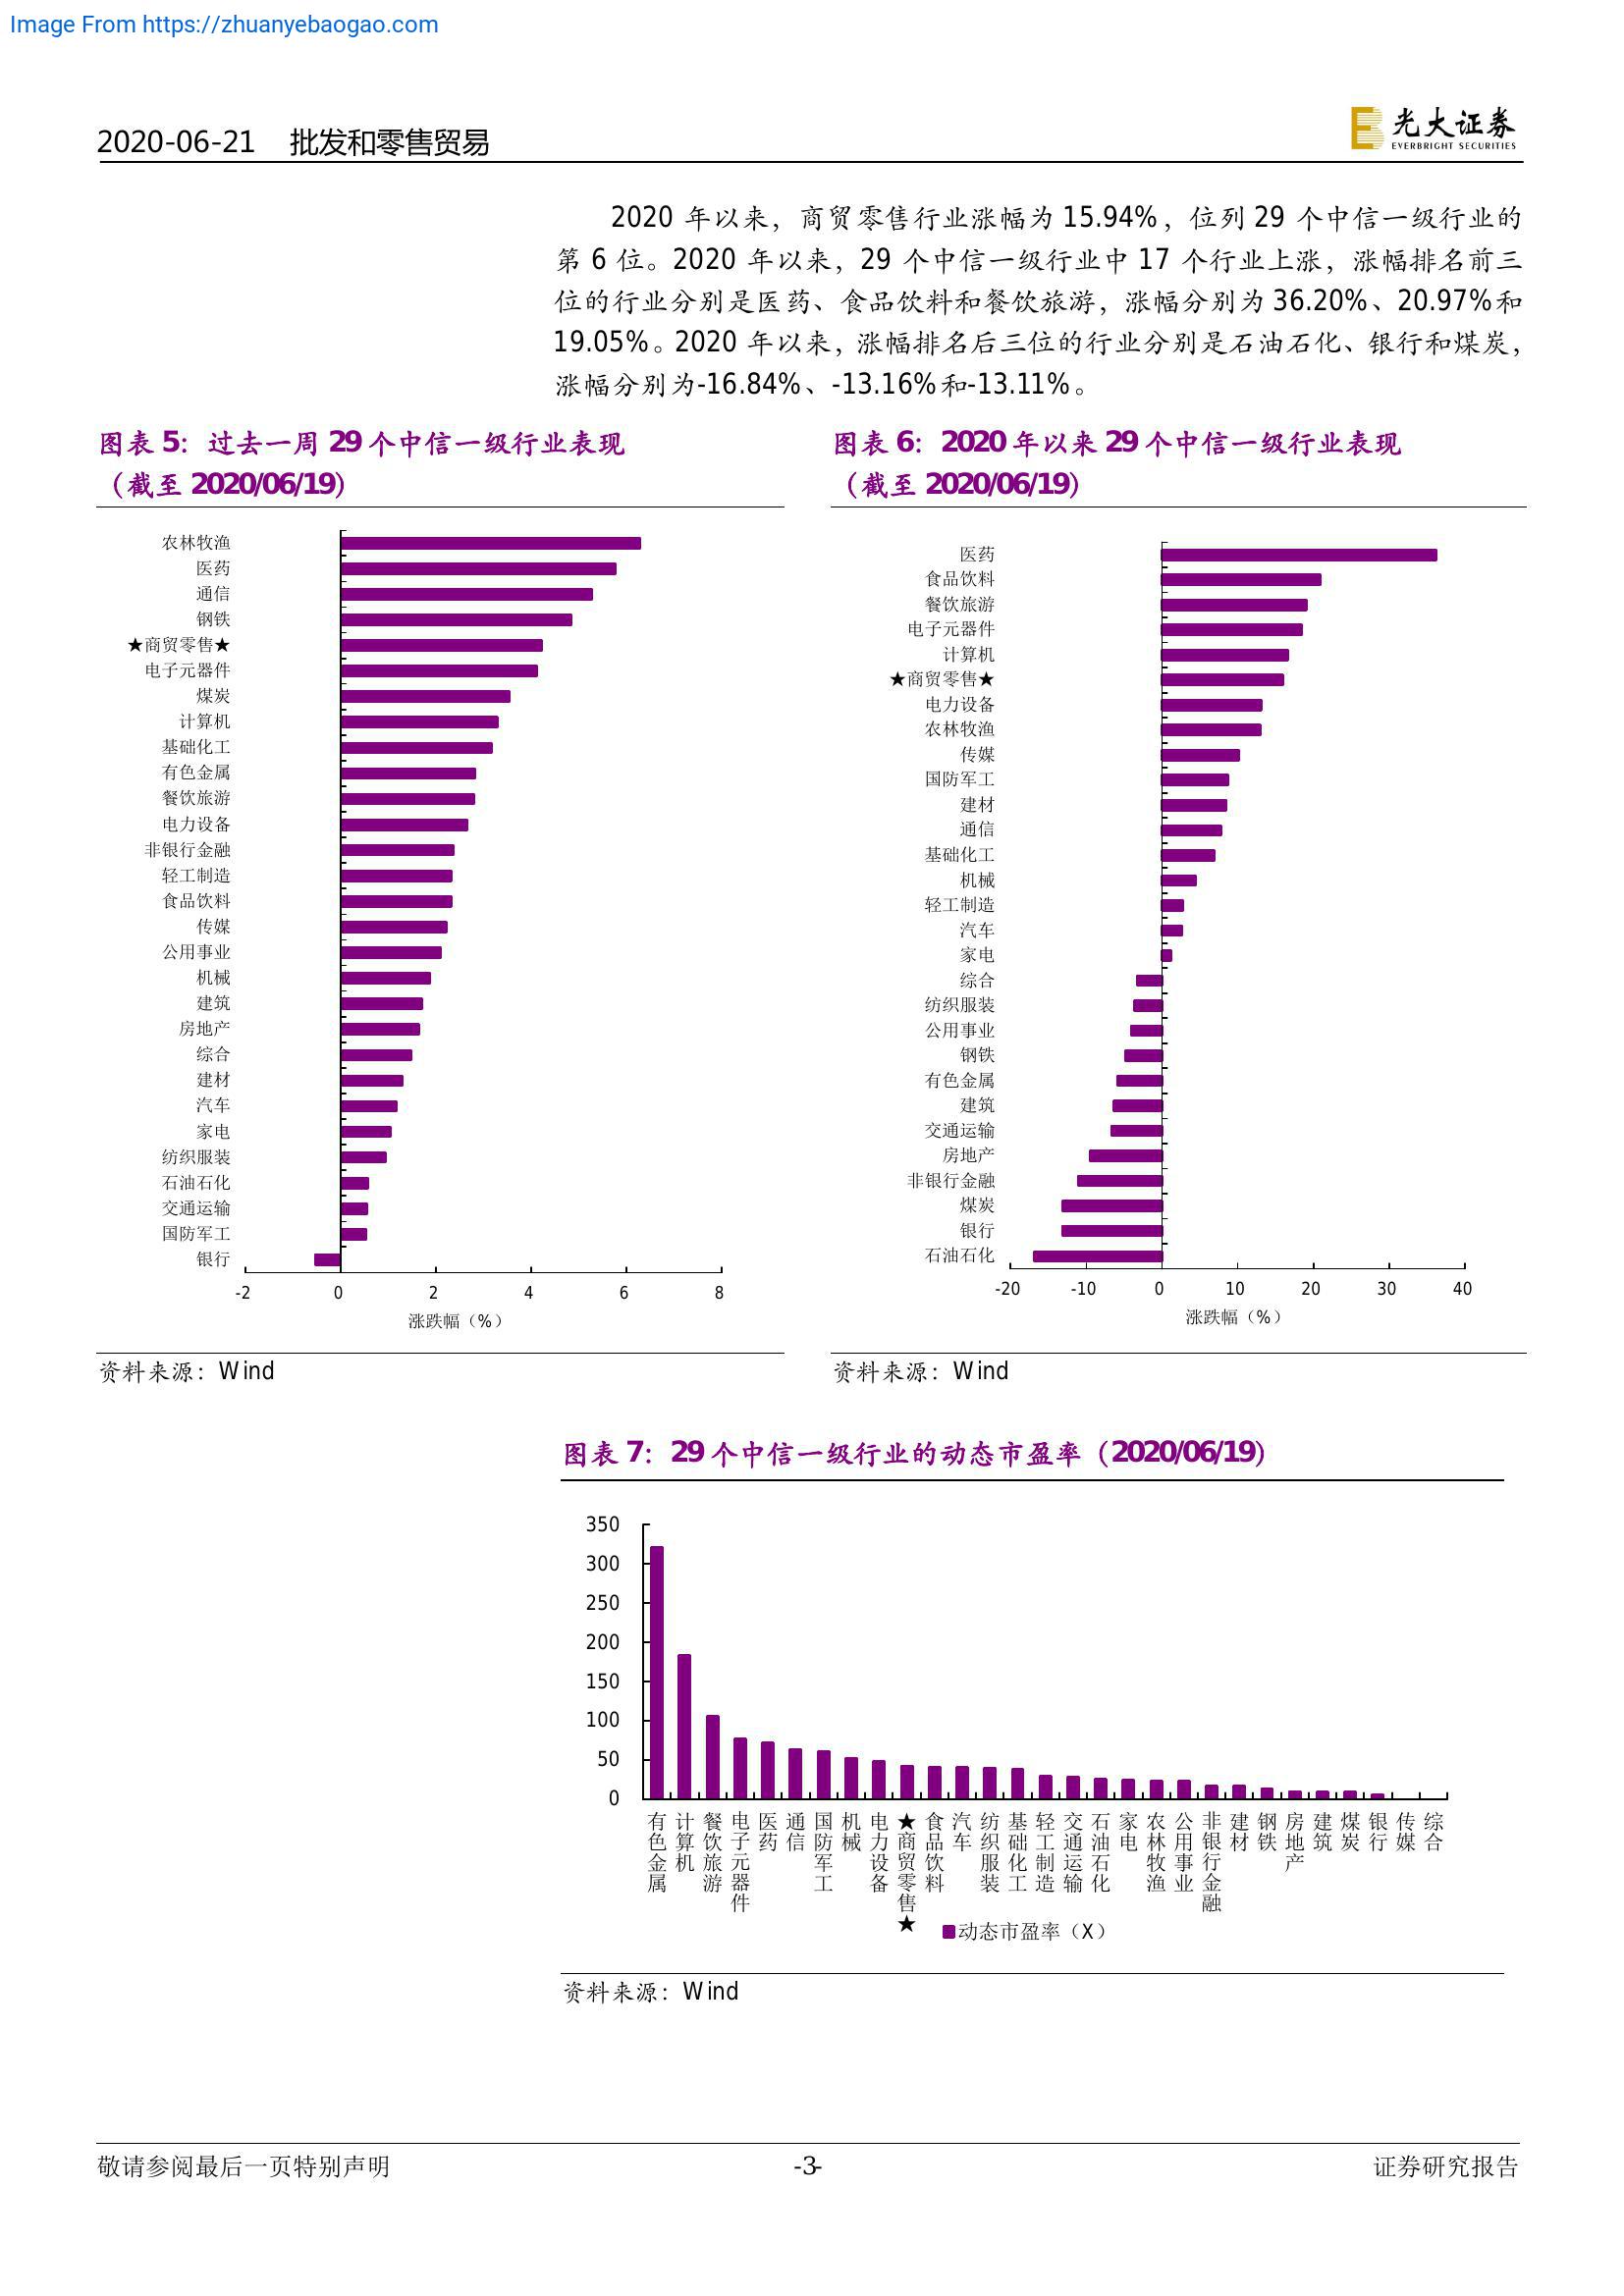 Image From https://zhuanyebaogao.com
2020-06-21 批发和零售贸易
光大证券
EVERBRIGHT SECURITIES
2020 年以来，商贸零售行业涨幅为 15.94%，位列 29 个中信一级行业的
第 6 位。2020 年以来，29 个中信一级行业中 17 个行业上涨，涨幅排名前三
位的行业分别是医药、食品饮料和餐饮旅游，涨幅分别为 36.20%、20.97%和
19.05%。2020 年以来，涨幅排名后三位的行业分别是石油石化、银行和煤炭，
涨幅分别为-16.84%、-13.16%和-13.11%。
图表 5：过去一周 29 个中信一级行业表现
（截至 2020/06/19）
农林牧渔
医药
通信
钢铁
★商贸零售★
电子元器件
煤炭
计算机
基础化工
有色金属
餐饮旅游
电力设备
非银行金融
轻工制造
食品饮料
传媒
公用事业
机械
建筑
房地产
综合
建材
汽车
家电
纺织服装
石油石化
交通运输
国防军工
银行
-2 0 2 4 6 8
涨跌幅（%）
资料来源：Wind
图表 6：2020 年以来 29 个中信一级行业表现
（截至 2020/06/19）
医药
食品饮料
餐饮旅游
电子元器件
计算机
★商贸零售★
电力设备
农林牧渔
传媒
国防军工
建材
通信
基础化工
机械
轻工制造
汽车
家电
综合
纺织服装
公用事业
钢铁
有色金属
建筑
交通运输
房地产
非银行金融
煤炭
银行
石油石化
-20 -10 0 10 20 30 40
涨跌幅（%）
资料来源：Wind
图表 7：29 个中信一级行业的动态市盈率（2020/06/19）
350
300
250
200
150
100
50
0
有色金属
计算机
餐饮旅游
电子元器件
医药
通信
国防军工
机械
电力设备
★商贸零售★
食品饮料
汽车
纺织服装
基础化工
轻工制造
交通运输
石油石化
家电
农林牧渔
公用事业
非银行金融
建材
钢铁
房地产
建筑
煤炭
银行
传媒
综合
动态市盈率（X）
资料来源：Wind
敬请参阅最后一页特别声明
-3-
证券研究报告